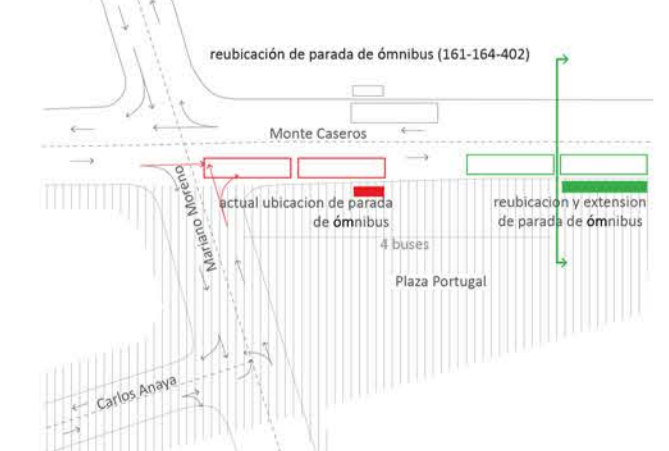 reubicación de parada de ómnibus (161-164-402)
Monte Caseros
Mariano Moreno
actual ubicacion de parada
de ómnibus
reubicacion y extension
de parada de ómnibus
4 buses
Plaza Portugal
Carlos Anaya